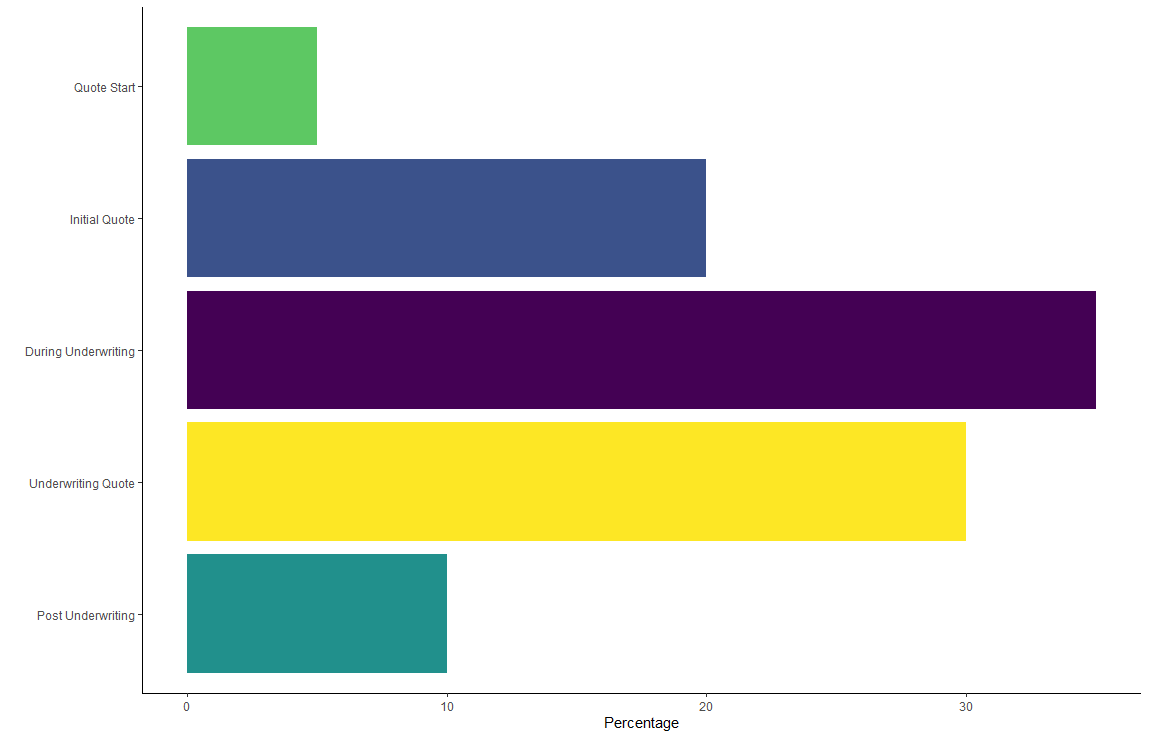 Quote Start
Initial Quote
During Underwriting
Underwriting Quote
Post Underwriting
0 10 20 30
Percentage